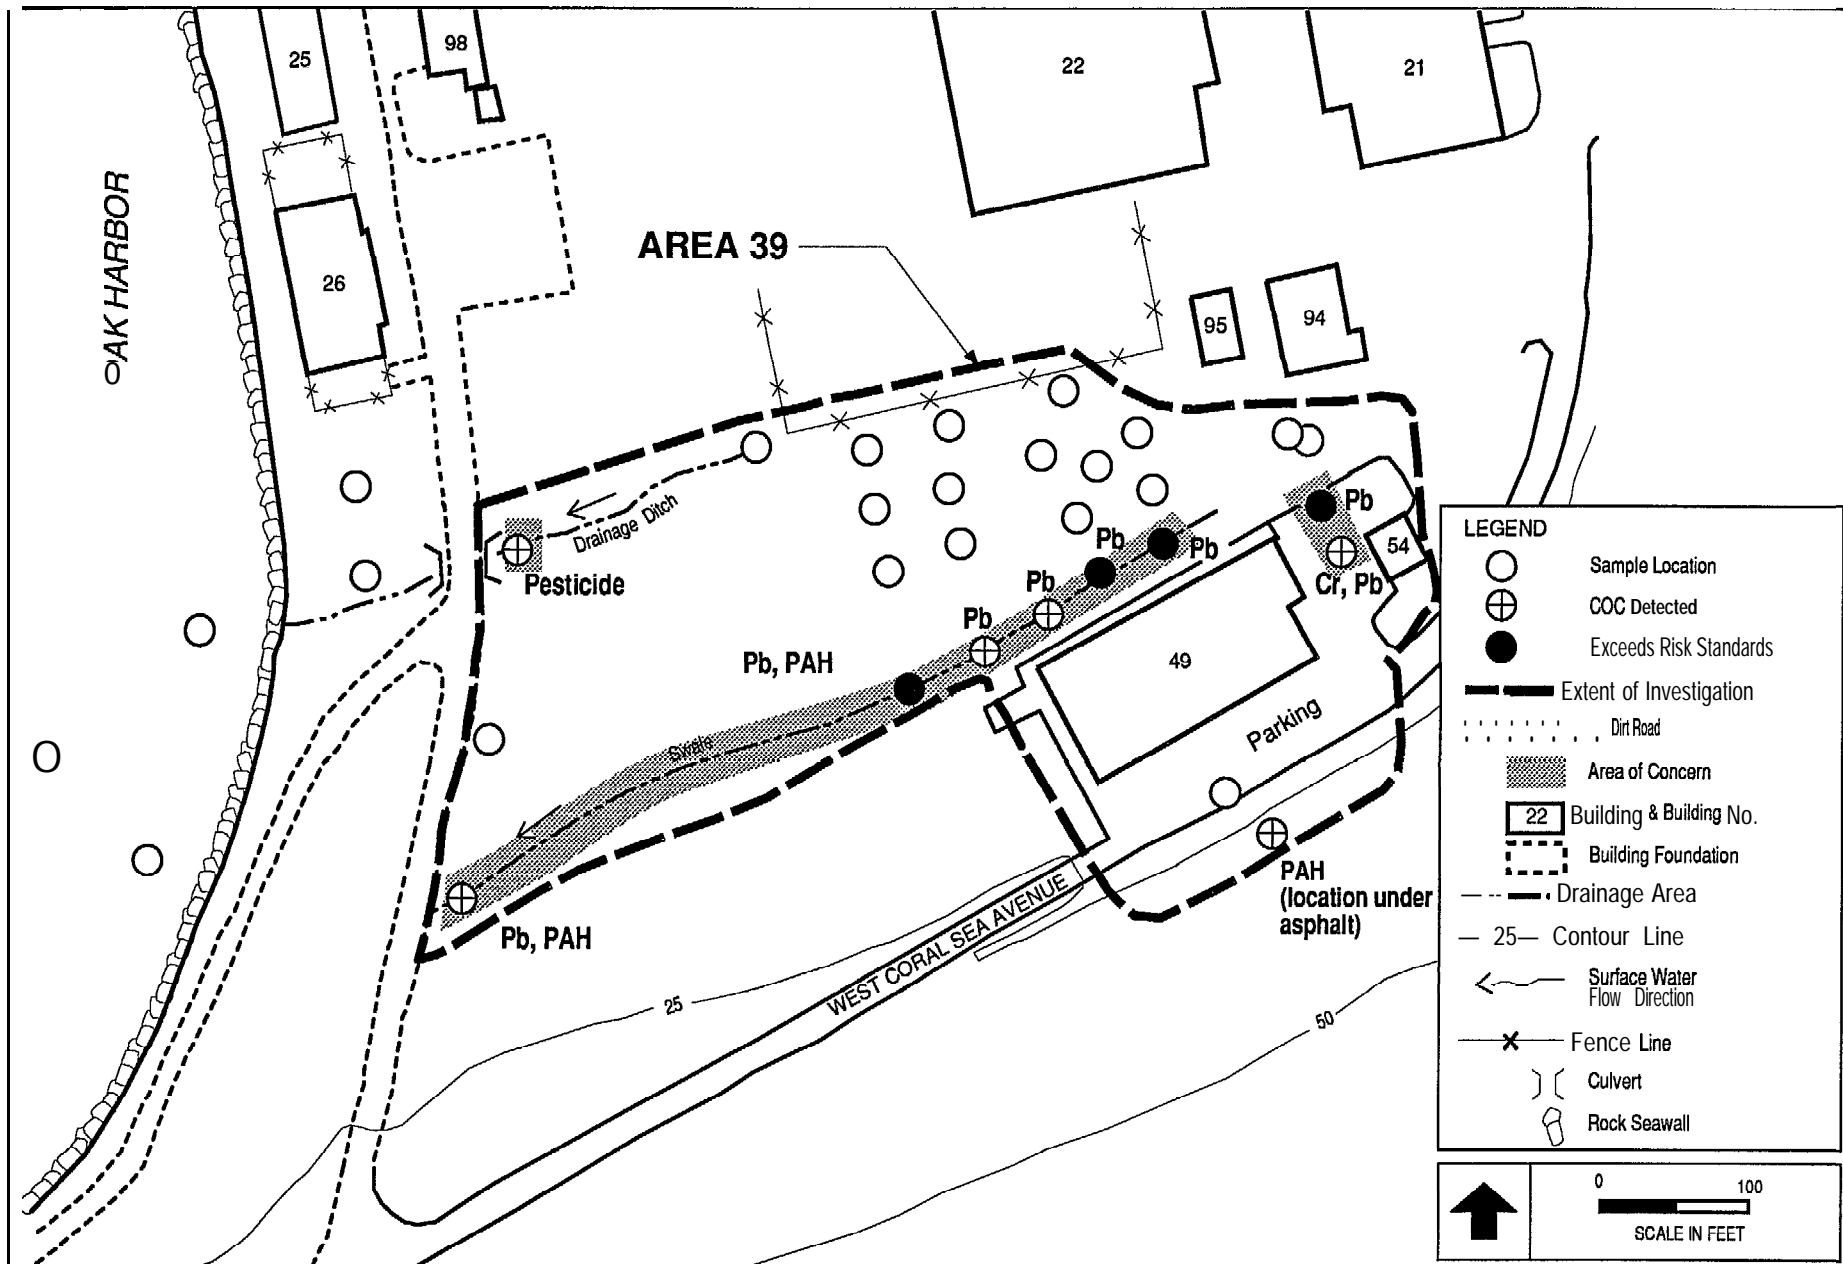 25
98
22
21
OAK HARBOR
26
AREA 39
95
94
Drainage Ditch
Pesticide
Pb
Pb
Pb
Pb
Pb
Cr, Pb
54
Pb, PAH
49
Swale
Parking
Pb, PAH
PAH
(location under
asphalt)
WEST CORAL SEA AVENUE
25
50
LEGEND
Sample Location
COC Detected
Exceeds Risk Standards
Extent of Investigation
Dirt Road
Area of Concern
22 Building & Building No.
Building Foundation
Drainage Area
25 Contour Line
Surface Water
Flow Direction
Fence Line
Culvert
Rock Seawall
0 100
SCALE IN FEET